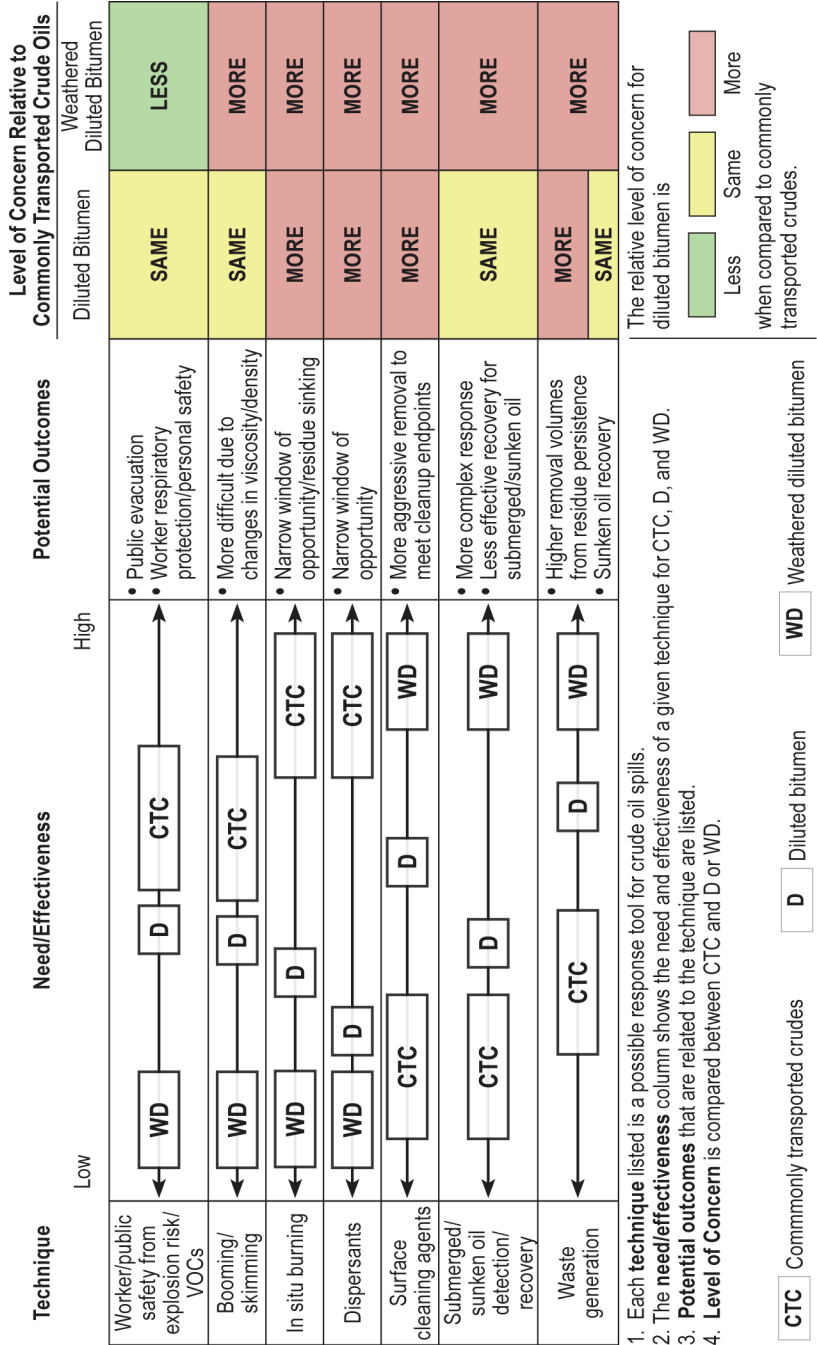 Technique
Need/Effectiveness
Low
High
Potential Outcomes
Level of Concern Relative to
Commonly Transported Crude Oils
Diluted Bitumen
Weathered
Diluted Bitumen
Worker/public
safety from
explosion risk/
VOCs
WD
D
CTC
• Public evacuation
• Worker respiratory
protection/personal safety
SAME
LESS
Booming/
skimming
WD
D
CTC
• More difficult due to
changes in viscosity/density
SAME
MORE
In situ burning
WD
D
CTC
• Narrow window of
opportunity/residue sinking
MORE
MORE
Dispersants
WD
D
CTC
• Narrow window of
opportunity
MORE
MORE
Surface
cleaning agents
CTC
D
WD
• More aggressive removal to
meet cleanup endpoints
MORE
MORE
Submerged/
sunken oil
detection/
recovery
CTC
D
WD
• More complex response
• Less effective recovery for
submerged/sunken oil
SAME
MORE
Waste
generation
CTC
D
WD
• Higher removal volumes
from residue persistence
• Sunken oil recovery
MORE
SAME
MORE
1. Each technique listed is a possible response tool for crude oil spills.
2. The need/effectiveness column shows the need and effectiveness of a given technique for CTC, D, and WD.
3. Potential outcomes that are related to the technique are listed.
4. Level of Concern is compared between CTC and D or WD.
CTC Commmonly transported crudes
D Diluted bitumen
WD Weathered diluted bitumen
The relative level of concern for
diluted bitumen is
Less
Same
More
when compared to commonly
transported crudes.